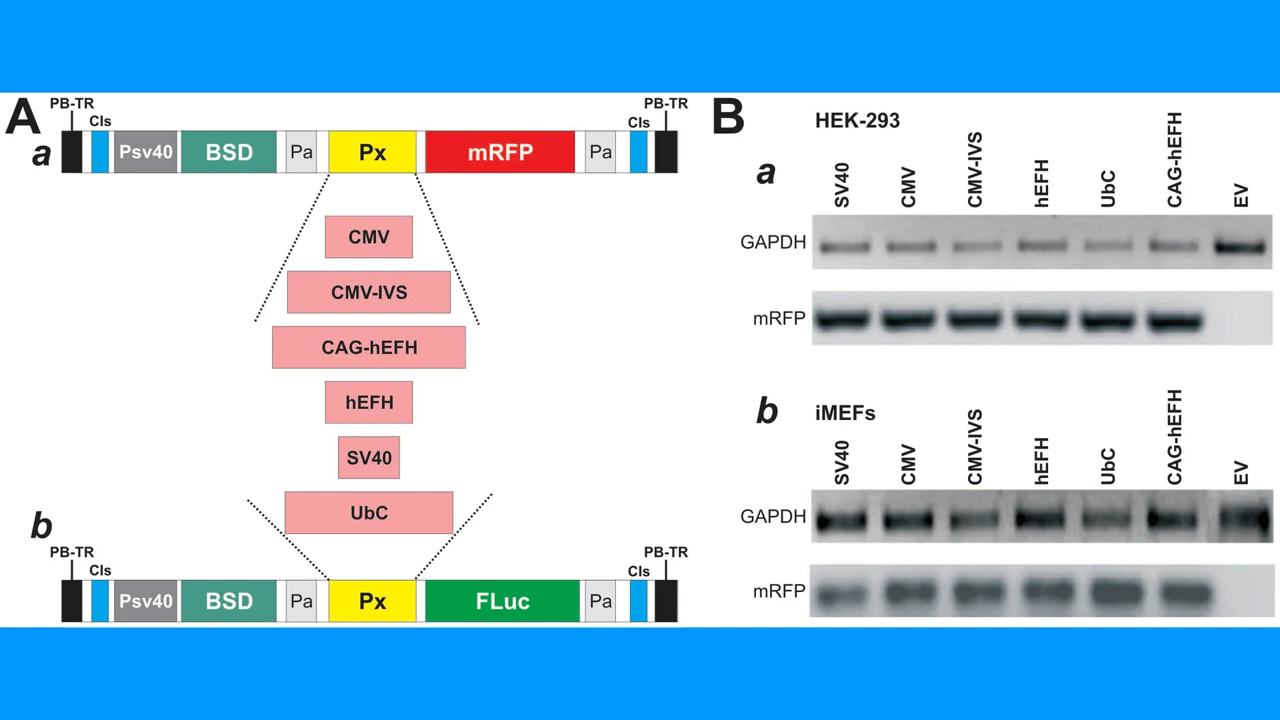 A
PB-TR PB-TR
CIs CIs
a Psv40 BSD Pa Px mRFP Pa
CMV
CMV-IVS
CAG-hEFH
hEFH
SV40
UbC
b
PB-TR PB-TR
CIs CIs
Psv40 BSD Pa Px FLuc Pa
B HEK-293
a SV40 CMV CMV-IVS hEFH UbC CAG-hEFH EV
GAPDH
mRFP
b iMEFs
SV40 CMV CMV-IVS hEFH UbC CAG-hEFH EV
GAPDH
mRFP